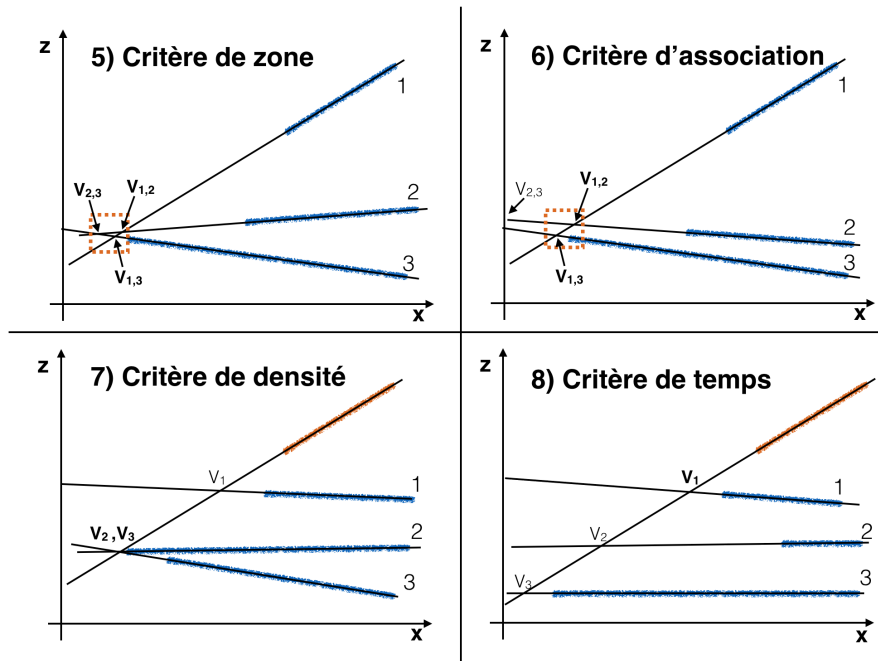 5) Critère de zone
z
1
2
3
V2,3
V1,2
V1,3
x
6) Critère d'association
z
1
2
3
V2,3
V1,2
V1,3
x
7) Critère de densité
z
V1
1
V2 ,V3
2
3
x
8) Critère de temps
z
V1
1
V2
2
V3
3
x